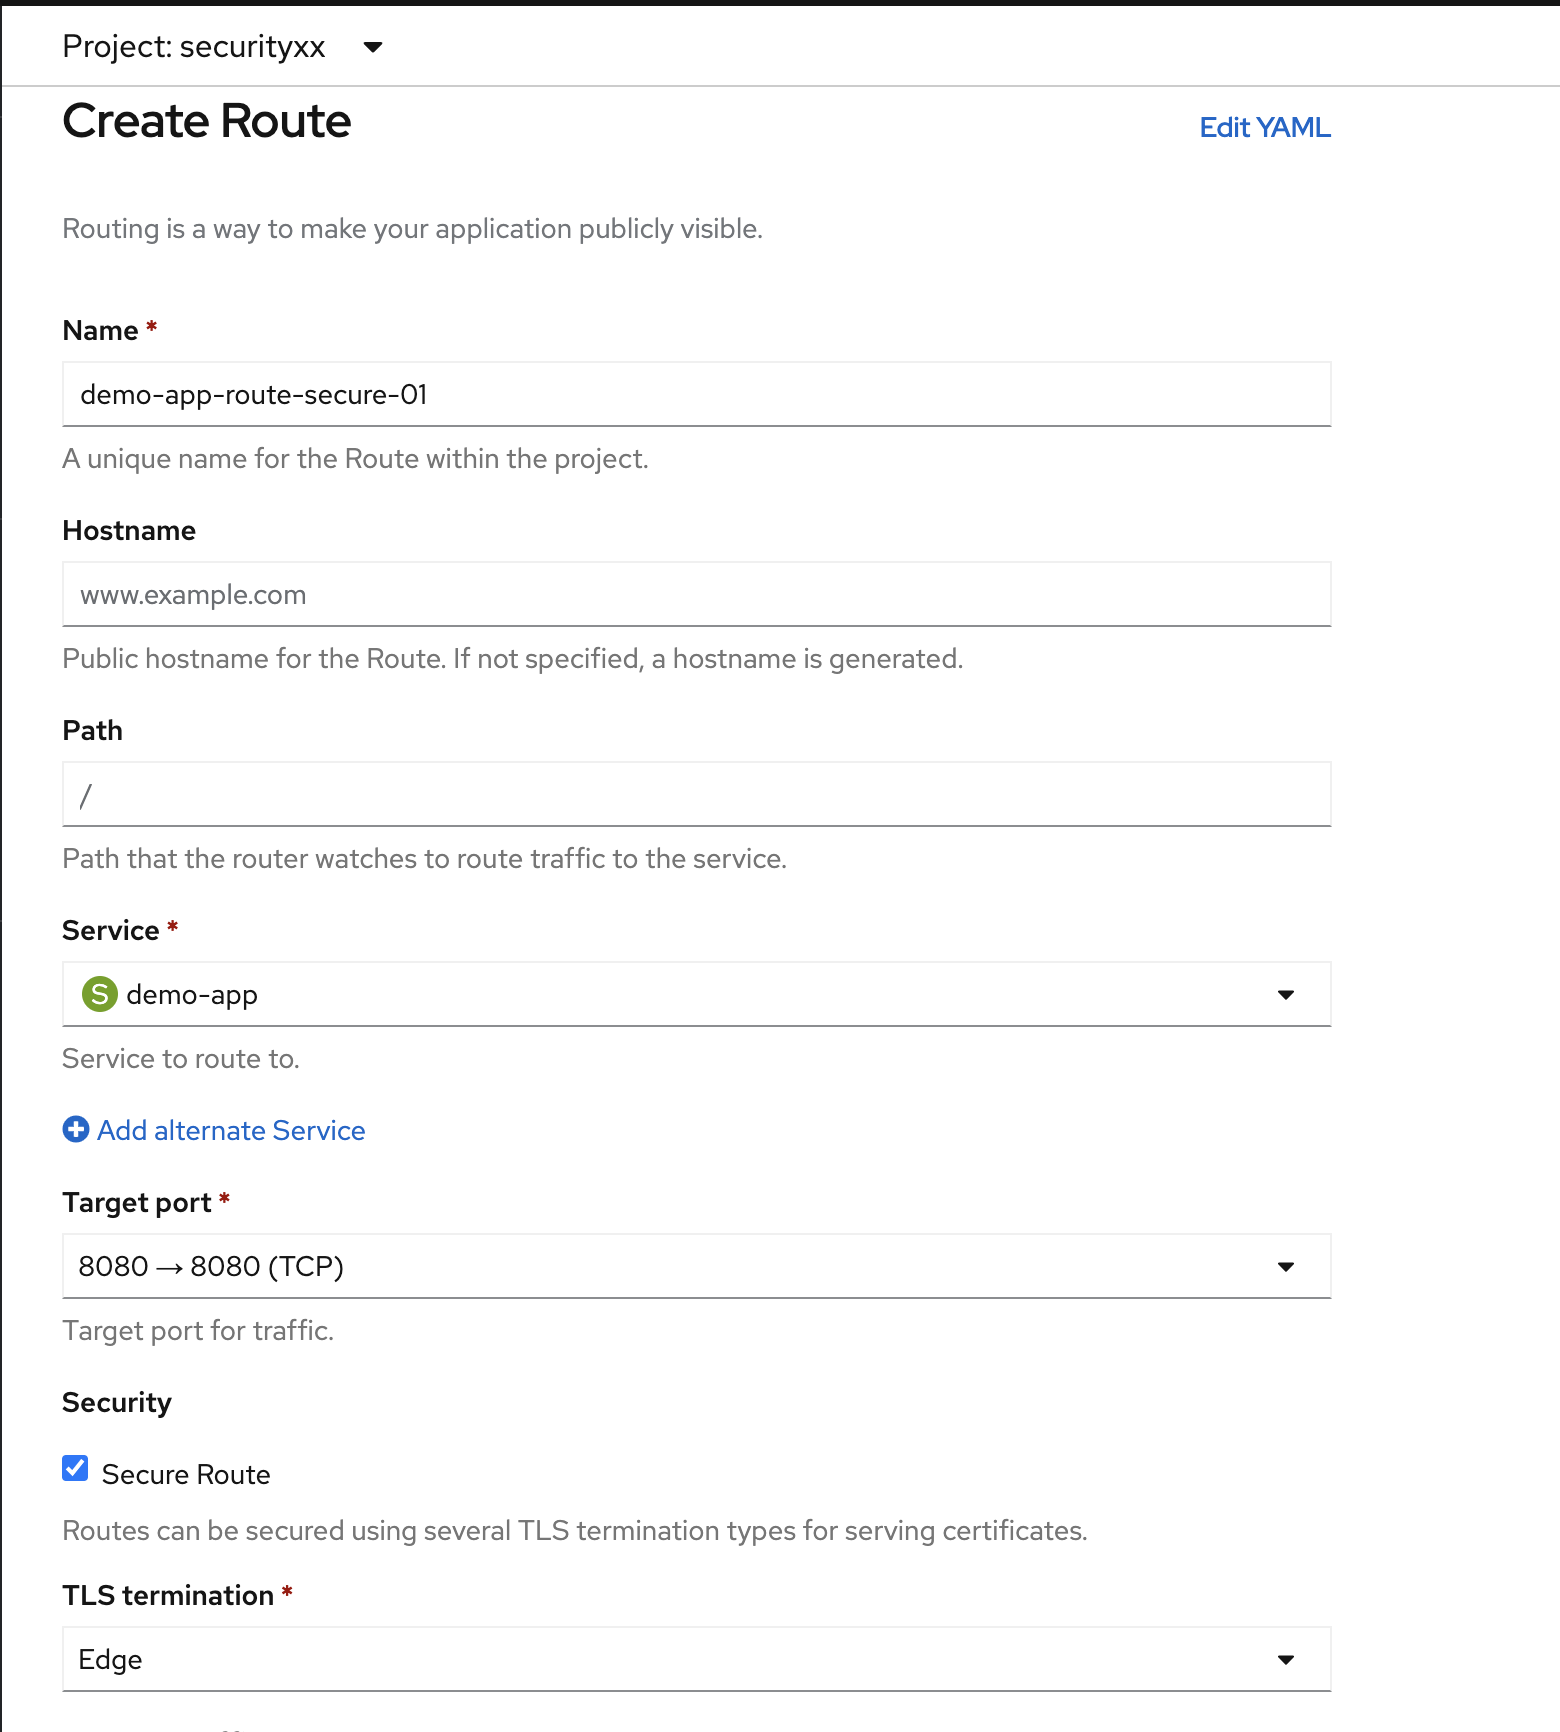 Project: securityxx
Create Route
Edit YAML
Routing is a way to make your application publicly visible.
Name *
demo-app-route-secure-01
A unique name for the Route within the project.
Hostname
www.example.com
Public hostname for the Route. If not specified, a hostname is generated.
Path
/
Path that the router watches to route traffic to the service.
Service *
S demo-app
Service to route to.
Add alternate Service
Target port *
8080 → 8080 (TCP)
Target port for traffic.
Security
Secure Route
Routes can be secured using several TLS termination types for serving certificates.
TLS termination *
Edge